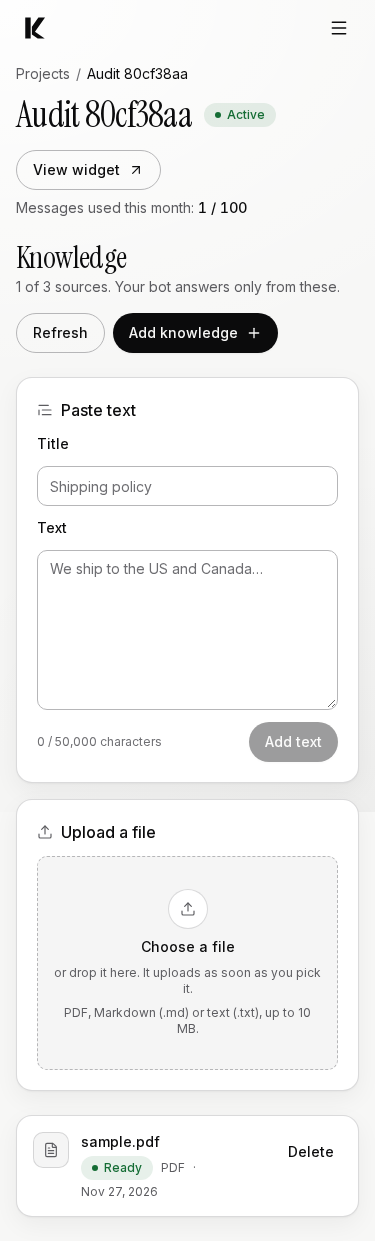 K
Projects / Audit 80cf38aa
Audit 80cf38aa Active
View widget
Messages used this month: 1 / 100
Knowledge
1 of 3 sources. Your bot answers only from these.
Refresh Add knowledge
Paste text
Title
Shipping policy
Text
We ship to the US and Canada…
0 / 50,000 characters Add text
Upload a file
Choose a file
or drop it here. It uploads as soon as you pick
it.
PDF, Markdown (.md) or text (.txt), up to 10
MB.
sample.pdf
Ready PDF ·
Nov 27, 2026
Delete